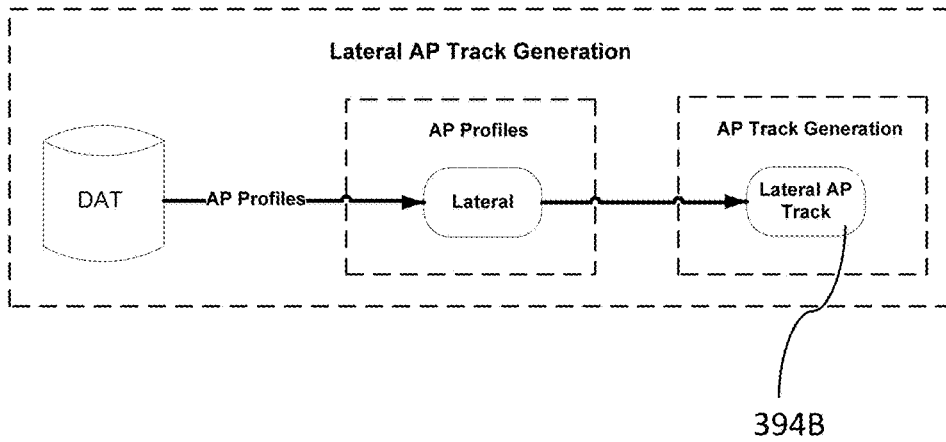 Lateral AP Track Generation
AP Profiles
AP Track Generation
DAT
AP Profiles
Lateral
Lateral AP
Track
394B